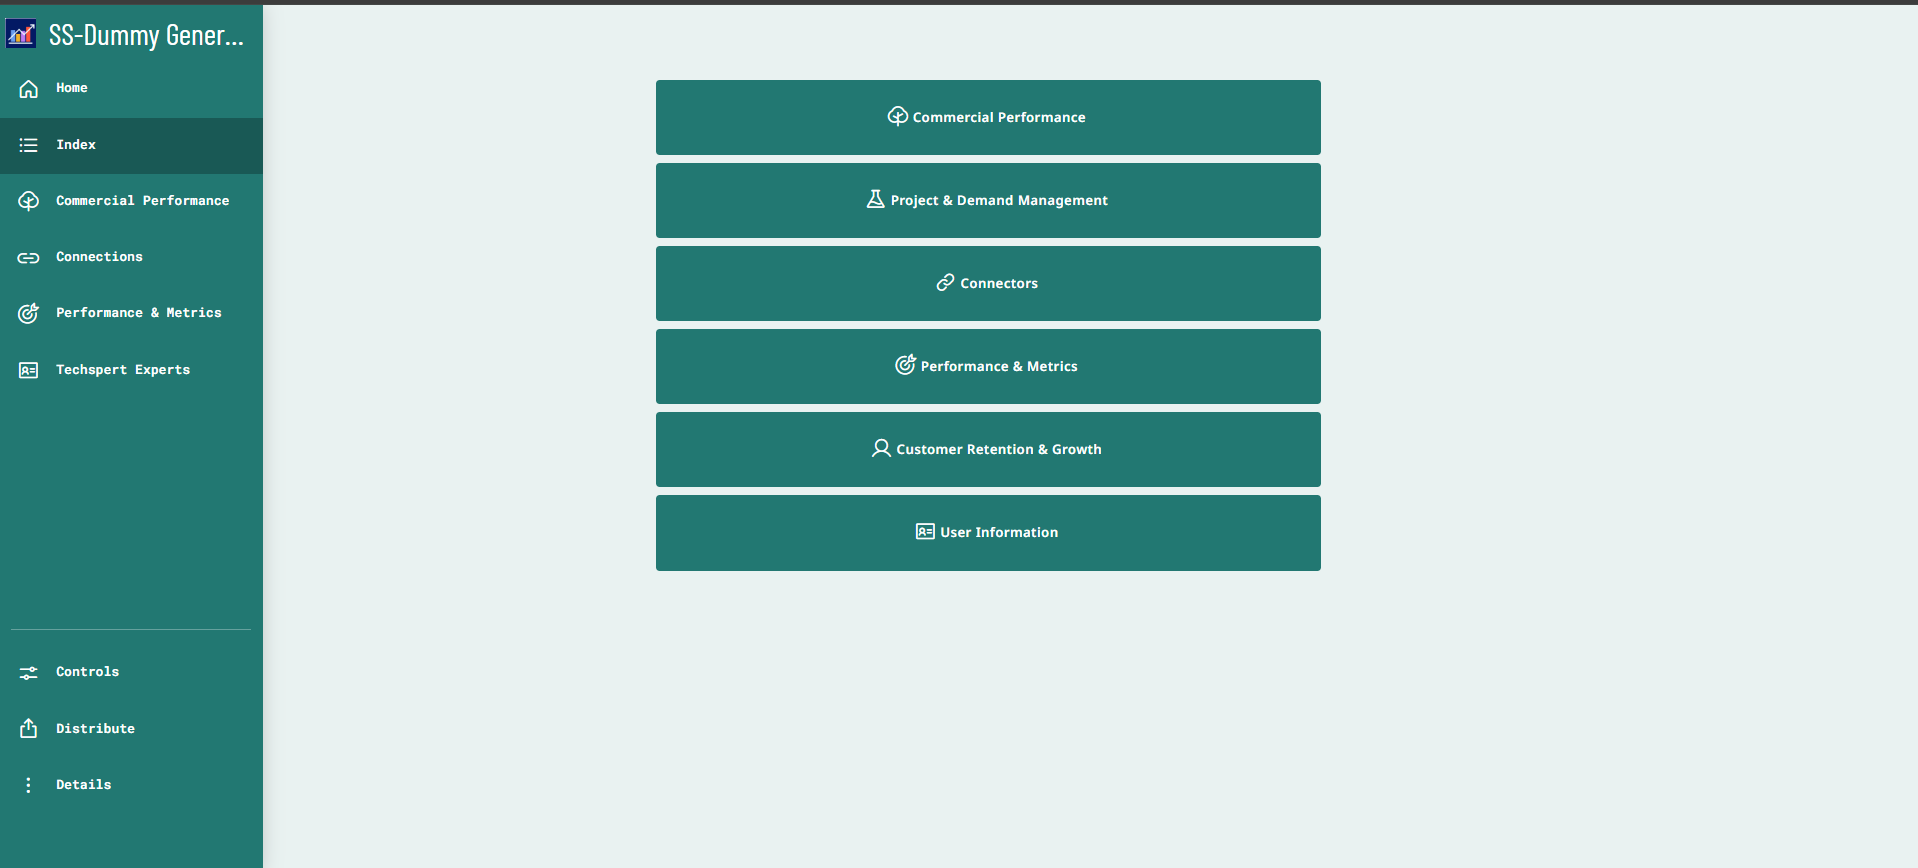 SS-Dummy Gener...
Home
Index
Commercial Performance
Connections
Performance & Metrics
Techspert Experts
Controls
Distribute
Details
Commercial Performance
Project & Demand Management
Connectors
Performance & Metrics
Customer Retention & Growth
User Information